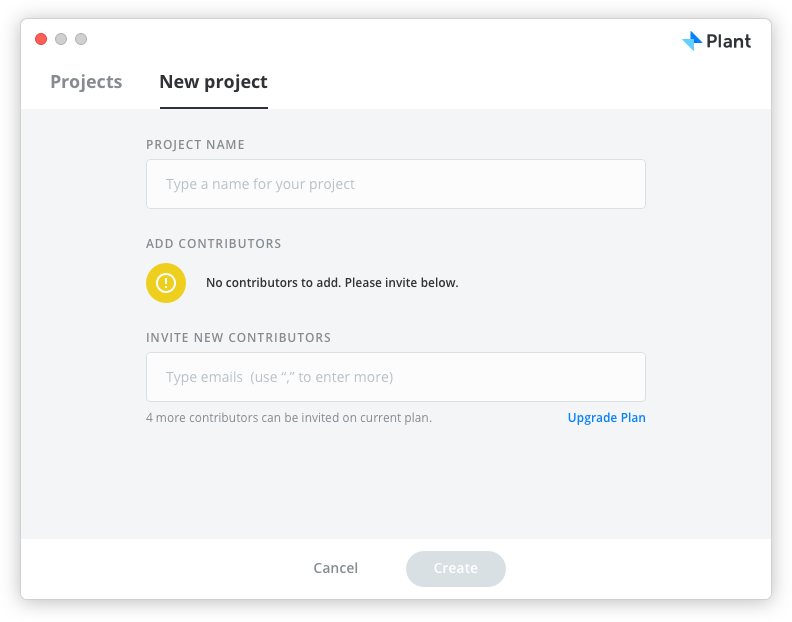 Plant
Projects
New project
PROJECT NAME
Type a name for your project
ADD CONTRIBUTORS
No contributors to add. Please invite below.
INVITE NEW CONTRIBUTORS
Type emails  (use “,” to enter more)
4 more contributors can be invited on current plan.
Upgrade Plan
Cancel
Create